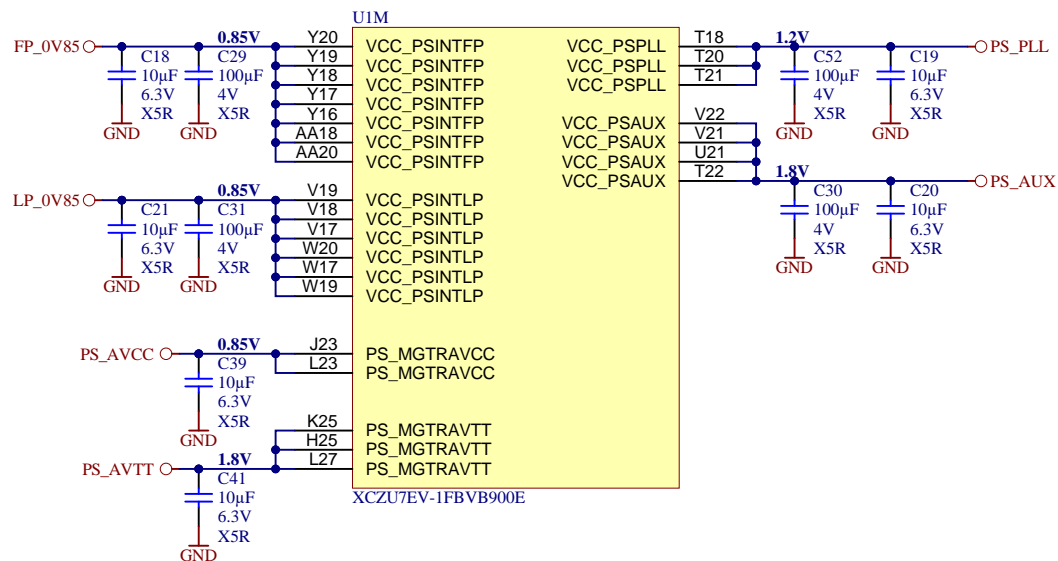 U1M
FP_0V85
0.85V
C18
10µF
6.3V
X5R
GND
C29
100µF
4V
X5R
GND
Y20 VCC_PSINTFP
Y19 VCC_PSINTFP
Y18 VCC_PSINTFP
Y17 VCC_PSINTFP
Y16 VCC_PSINTFP
AA18 VCC_PSINTFP
AA20 VCC_PSINTFP
LP_0V85
0.85V
C21
10µF
6.3V
X5R
GND
C31
100µF
4V
X5R
GND
V19 VCC_PSINTLP
V18 VCC_PSINTLP
V17 VCC_PSINTLP
W20 VCC_PSINTLP
W17 VCC_PSINTLP
W19 VCC_PSINTLP
PS_AVCC
0.85V
C39
10µF
6.3V
X5R
GND
J23 PS_MGTRAVCC
L23 PS_MGTRAVCC
PS_AVTT
1.8V
C41
10µF
6.3V
X5R
GND
K25 PS_MGTRAVTT
H25 PS_MGTRAVTT
L27 PS_MGTRAVTT
VCC_PSPLL T18
VCC_PSPLL T20
VCC_PSPLL T21
1.2V
PS_PLL
C52
100µF
4V
X5R
GND
C19
10µF
6.3V
X5R
GND
VCC_PSAUX V22
VCC_PSAUX V21
VCC_PSAUX U21
VCC_PSAUX T22
1.8V
PS_AUX
C30
100µF
4V
X5R
GND
C20
10µF
6.3V
X5R
GND
XCZU7EV-1FBVB900E